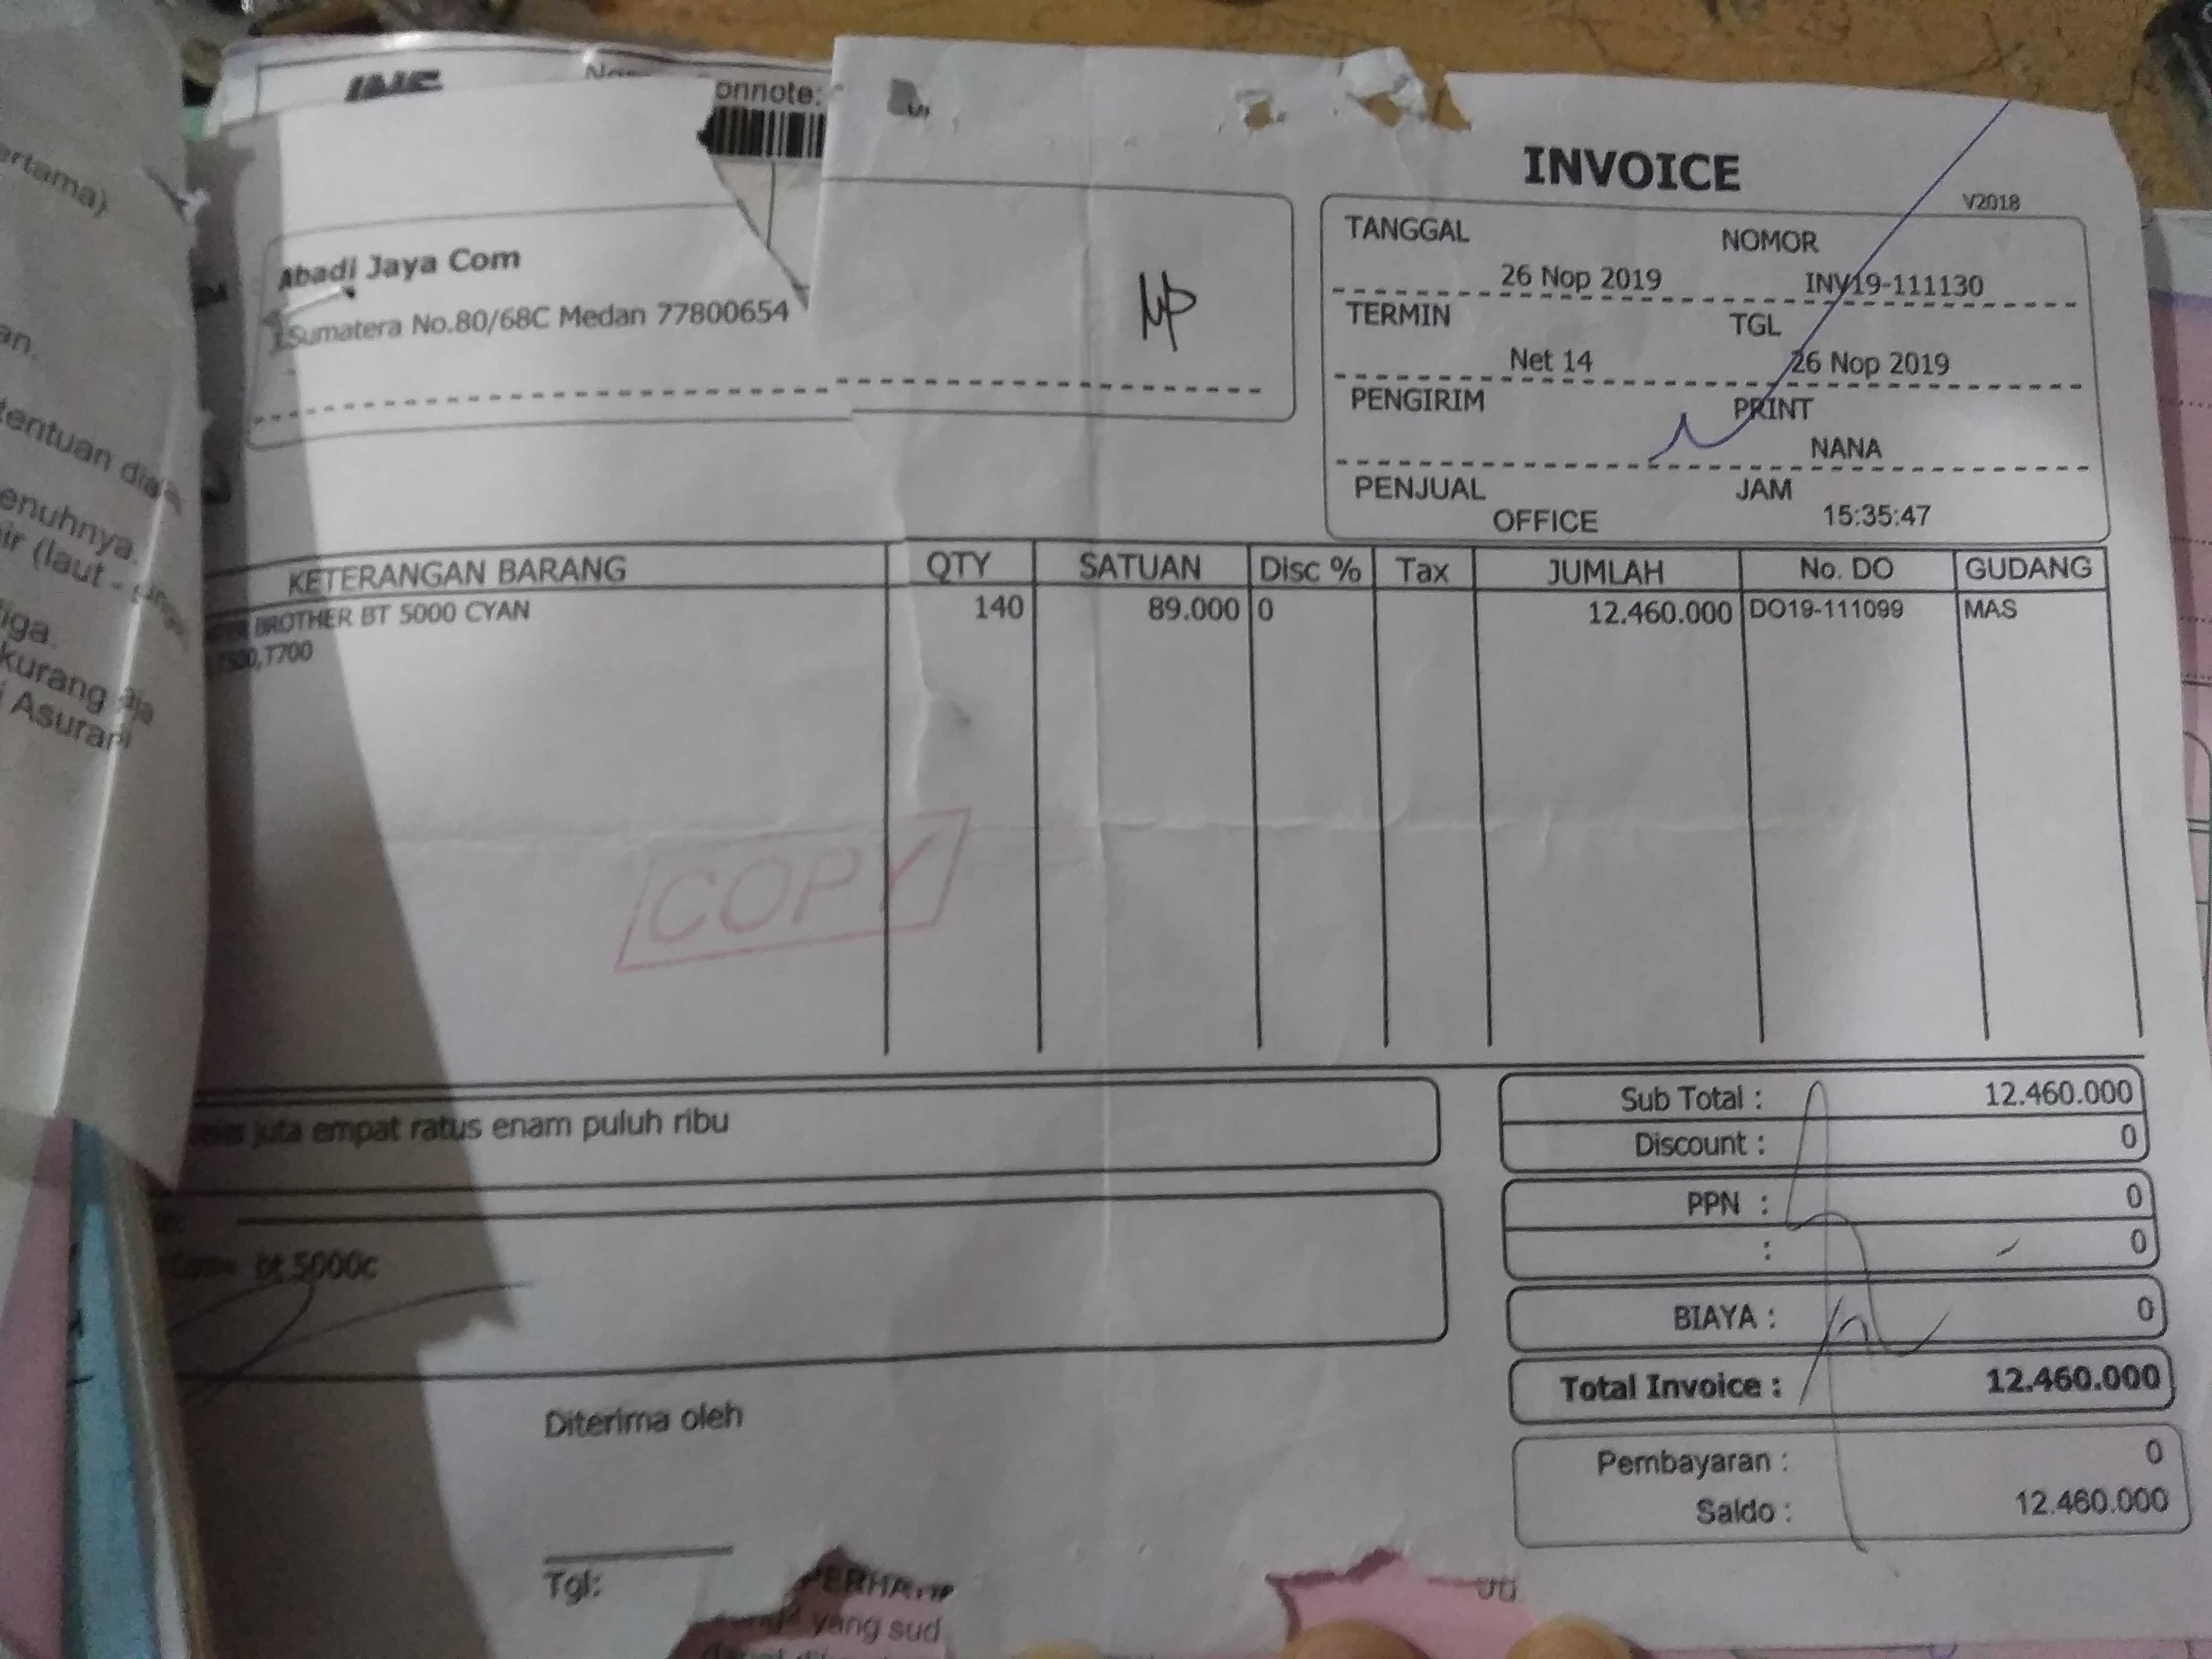 ertama)
an.
tentuan
enuhnya.
ir (laut -
iga.
kurang
Asurar
onnote:
INVOICE
V2018
Abadi Jaya Com
Sumatera No.80/68C Medan 77800654
NP
TANGGAL NOMOR
26 Nop 2019 INV19-111130
TERMIN TGL
Net 14 26 Nop 2019
PENGIRIM PRINT
NANA
PENJUAL JAM
OFFICE 15:35:47
KETERANGAN BARANG QTY SATUAN Disc % Tax JUMLAH No. DO GUDANG
BROTHER BT 5000 CYAN 140 89.000 0 12.460.000 DO19-111099 MAS
,T700
COPY
juta empat ratus enam puluh ribu
bt 5000c
Sub Total : 12.460.000
Discount : 0
PPN : 0
: 0
BIAYA : 0
Total Invoice : 12.460.000
Pembayaran : 0
Saldo : 12.460.000
Diterima oleh
Tgl:
yang sud